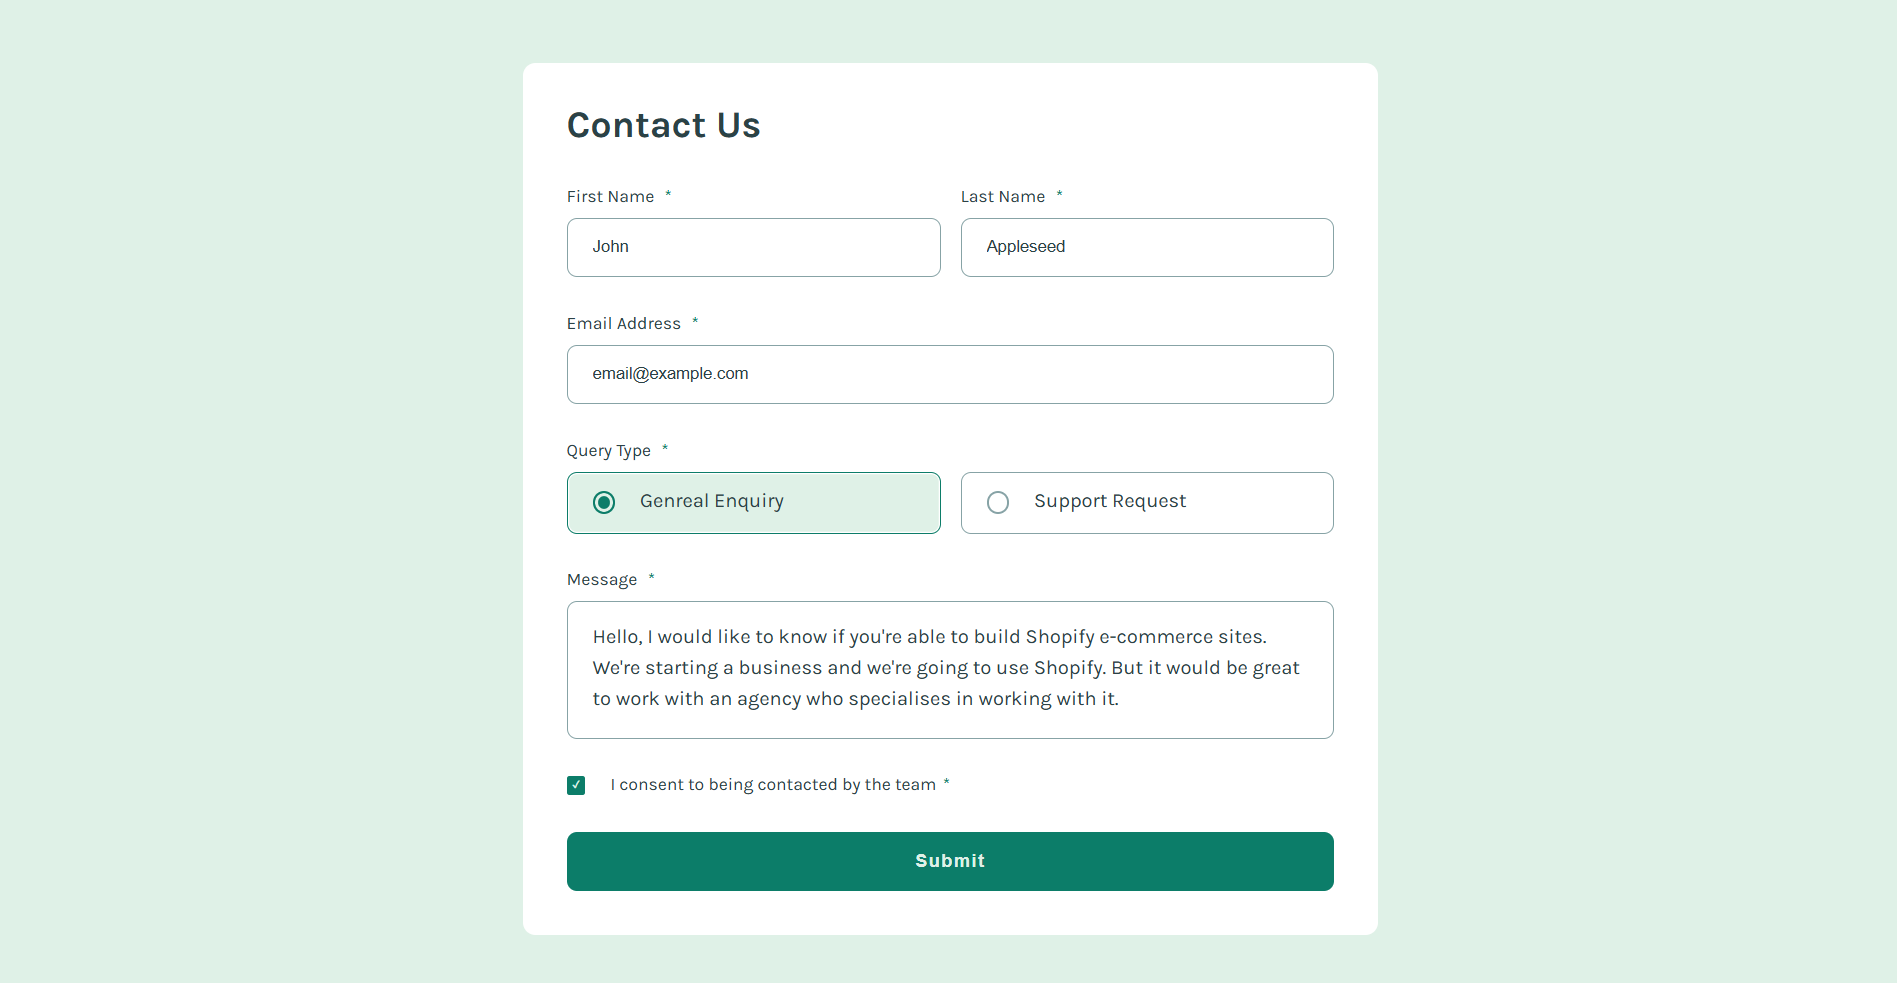 Contact Us
First Name *
Last Name *
John
Appleseed
Email Address *
email@example.com
Query Type *
Genreal Enquiry
Support Request
Message *
Hello, I would like to know if you're able to build Shopify e-commerce sites.
We're starting a business and we're going to use Shopify. But it would be great
to work with an agency who specialises in working with it.
I consent to being contacted by the team *
Submit